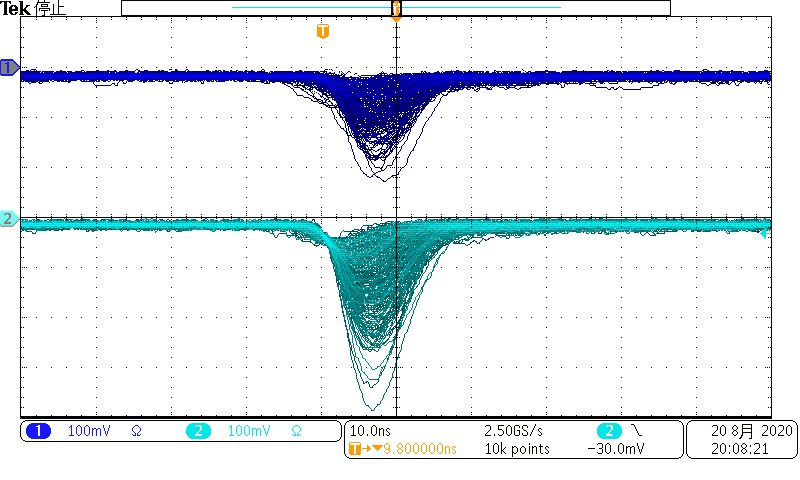 Tek 停止
T
1
2
1 100mV Ω 2 100mV Ω
10.0ns 2.50GS/s 2
T→▼9.800000ns 10k points −30.0mV
20 8月 2020
20:08:21